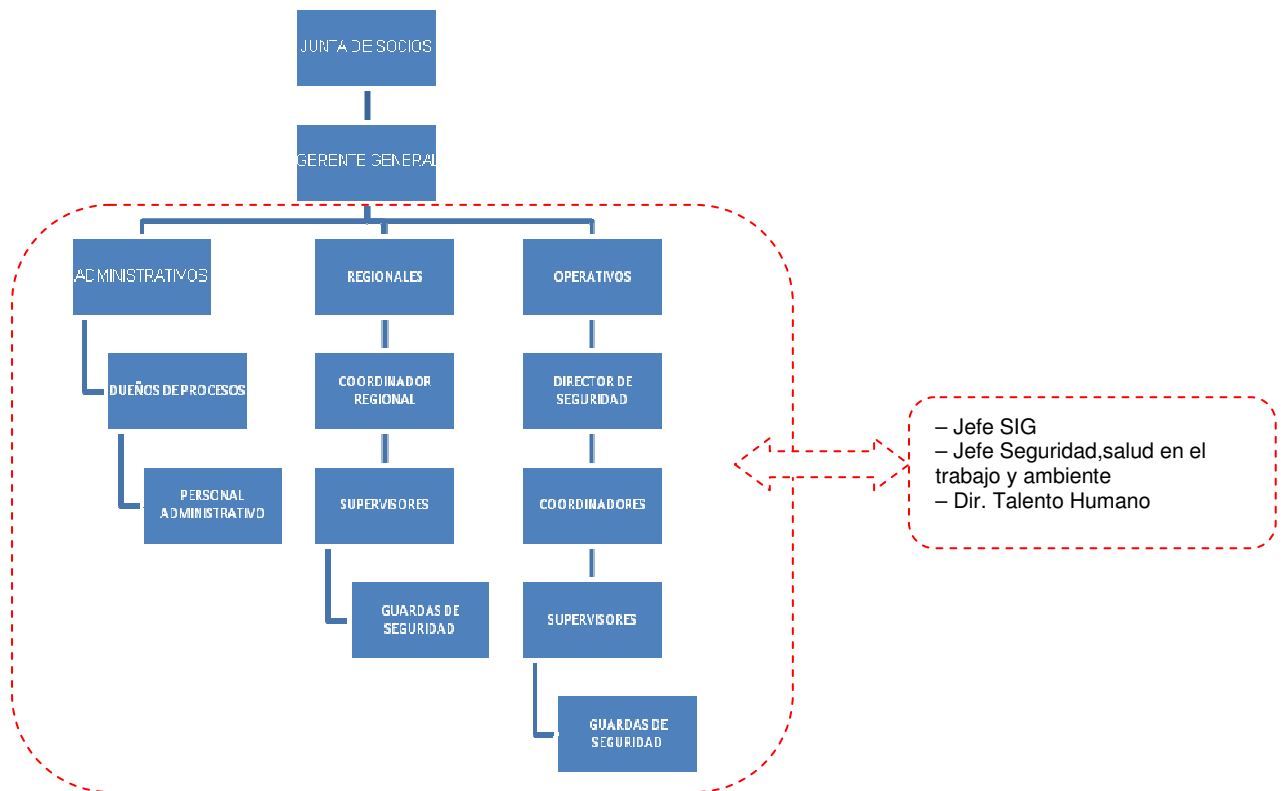 JUNTA DE SOCIOS
GERENTE GENERAL
ADMINISTRATIVOS
REGIONALES
OPERATIVOS
DUEÑOS DE PROCESOS
COORDINADOR
REGIONAL
DIRECTOR DE
SEGURIDAD
– Jefe SIG
– Jefe Seguridad,salud en el
trabajo y ambiente
– Dir. Talento Humano
PERSONAL
ADMINISTRATIVO
SUPERVISORES
COORDINADORES
GUARDAS DE
SEGURIDAD
SUPERVISORES
GUARDAS DE
SEGURIDAD